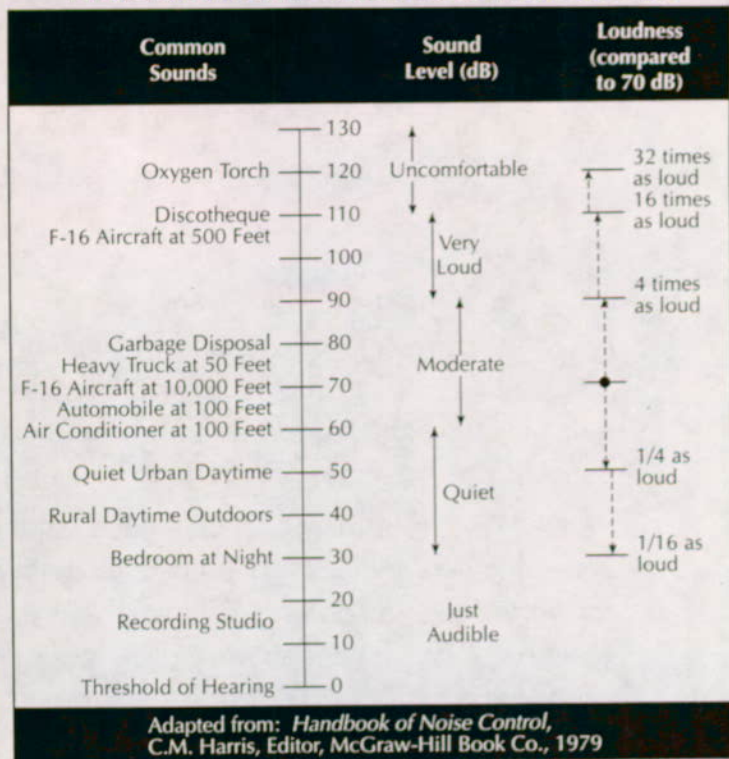 Common
Sounds
Sound
Level (dB)
Loudness
(compared
to 70 dB)
130
Oxygen Torch
120
Uncomfortable
32 times
as loud
Discotheque
110
16 times
as loud
F-16 Aircraft at 500 Feet
100
Very
Loud
90
4 times
as loud
Garbage Disposal
80
Heavy Truck at 50 Feet
Moderate
F-16 Aircraft at 10,000 Feet
70
Automobile at 100 Feet
Air Conditioner at 100 Feet
60
Quiet Urban Daytime
50
1/4 as
loud
Quiet
Rural Daytime Outdoors
40
Bedroom at Night
30
1/16 as
loud
20
Recording Studio
Just
Audible
10
Threshold of Hearing
0
Adapted from: Handbook of Noise Control,
C.M. Harris, Editor, McGraw-Hill Book Co., 1979